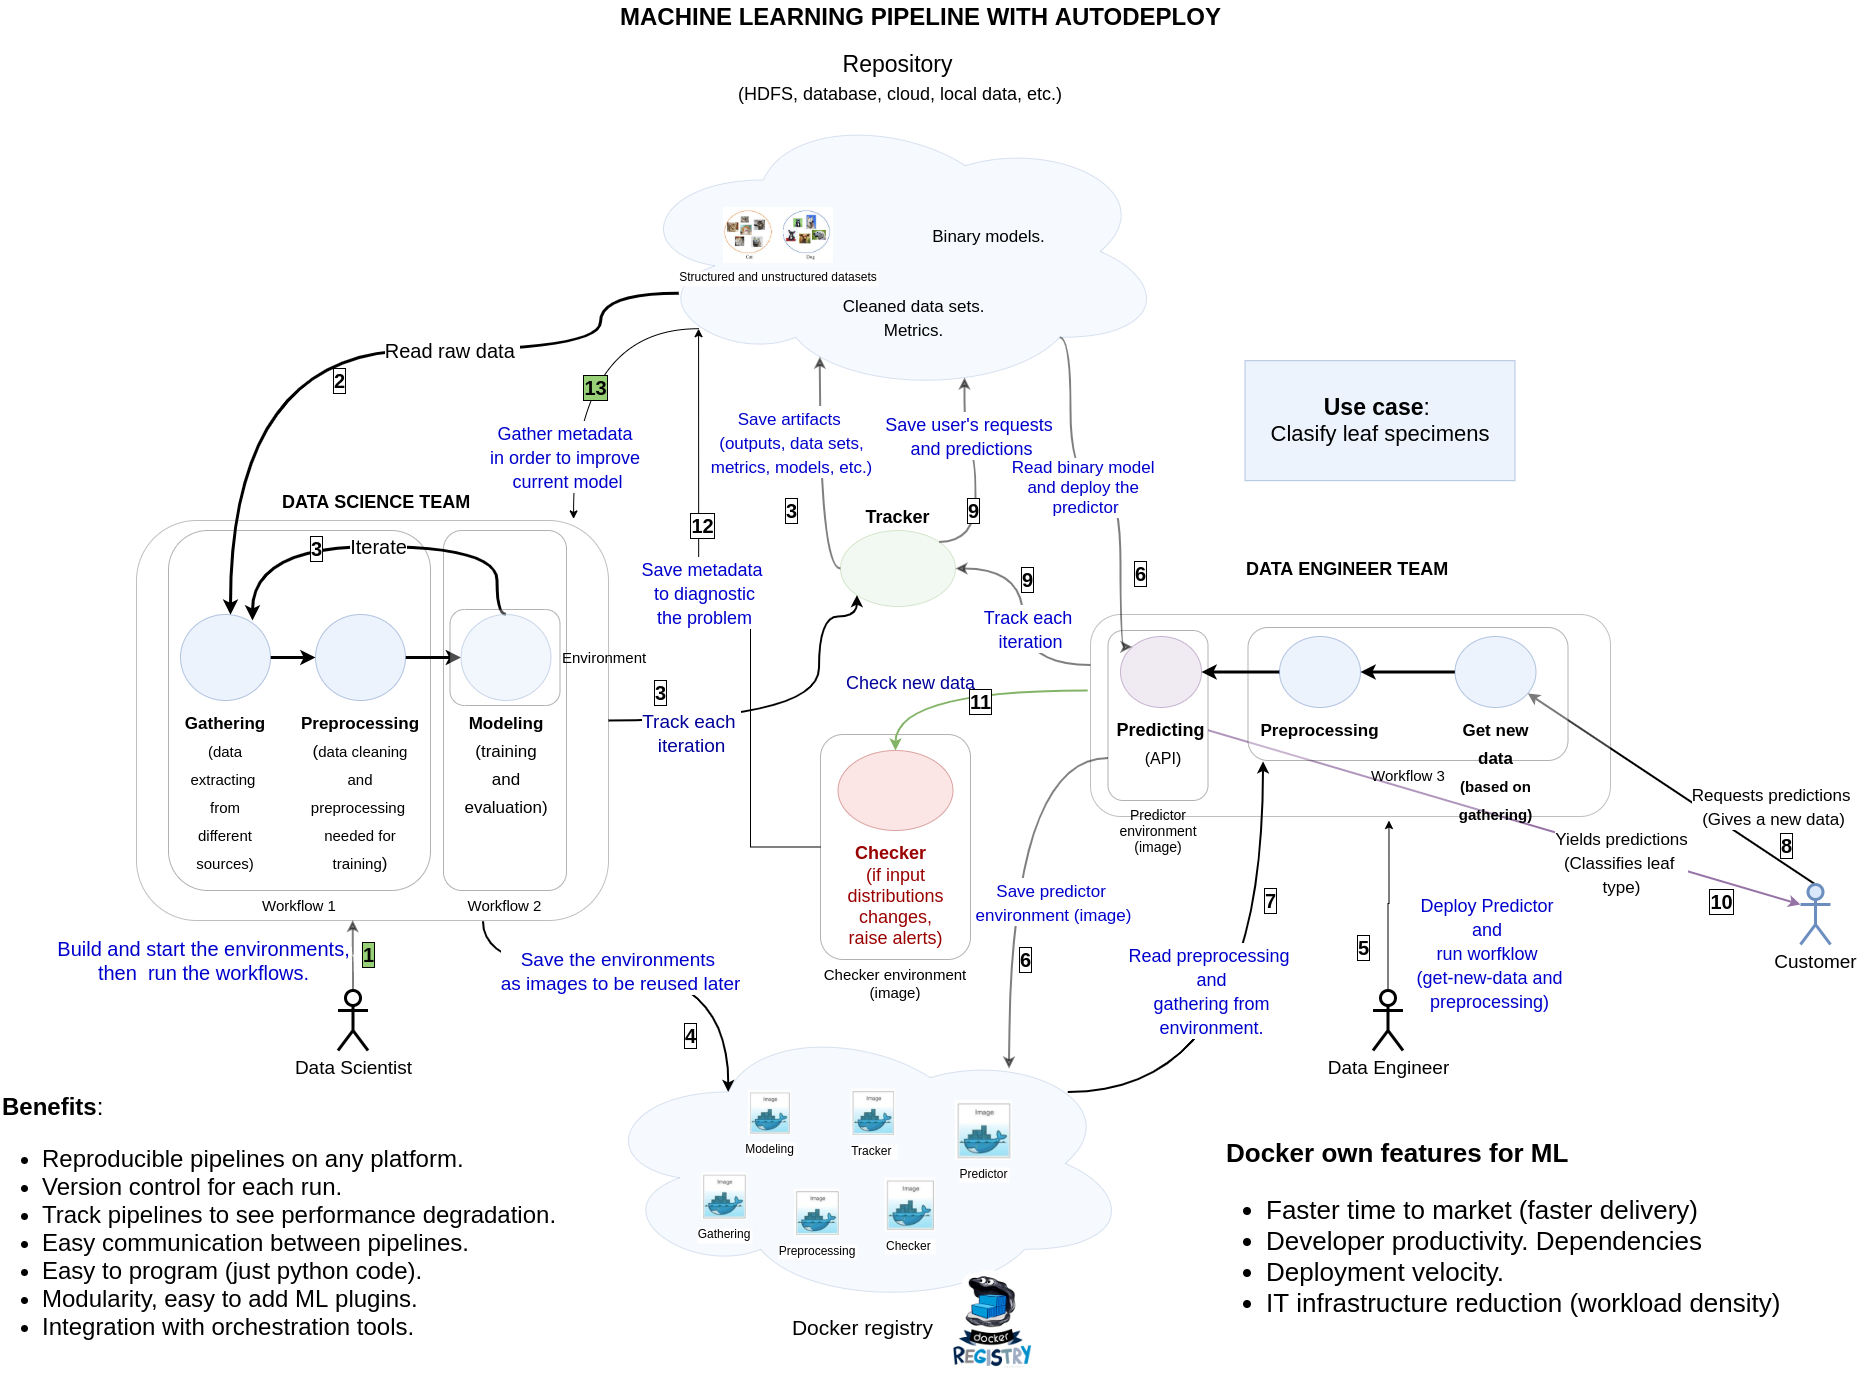 MACHINE LEARNING PIPELINE WITH AUTODEPLOY
Repository
(HDFS, database, cloud, local data, etc.)
Binary models.
Cat
Dog
Structured and unstructured datasets
Cleaned data sets.
Metrics.
Read raw data
2
13
Gather metadata
in order to improve
current model
Save artifacts
(outputs, data sets,
metrics, models, etc.)
3
Save user's requests
and predictions
9
Read binary model
and deploy the
predictor
6
Use case:
Clasify leaf specimens
DATA SCIENCE TEAM
3
Iterate
12
Save metadata
to diagnostic
the problem
Tracker
9
Track each
iteration
DATA ENGINEER TEAM
Environment
Gathering
(data
extracting
from
different
sources)
Preprocessing
(data cleaning
and
preprocessing
needed for
training)
Modeling
(training
and
evaluation)
3
Track each
iteration
Check new data
11
Predicting
(API)
Preprocessing
Get new
data
(based on
gathering)
Workflow 3
Predictor
environment
(image)
Requests predictions
(Gives a new data)
8
Yields predictions
(Classifies leaf
type)
10
Customer
Checker
(if input
distributions
changes,
raise alerts)
Checker environment
(image)
Workflow 1
Workflow 2
Build and start the environments,
then run the workflows.
1
Data Scientist
Save the environments
as images to be reused later
4
Save predictor
environment (image)
6
7
Read preprocessing
and
gathering from
environment.
5
Deploy Predictor
and
run worfklow
(get-new-data and
preprocessing)
Data Engineer
Benefits:
Reproducible pipelines on any platform.
Version control for each run.
Track pipelines to see performance degradation.
Easy communication between pipelines.
Easy to program (just python code).
Modularity, easy to add ML plugins.
Integration with orchestration tools.
Image
Modeling
Image
Tracker
Image
Predictor
Image
Gathering
Image
Preprocessing
Image
Checker
Docker registry
docker
REGISTRY
Docker own features for ML
Faster time to market (faster delivery)
Developer productivity. Dependencies
Deployment velocity.
IT infrastructure reduction (workload density)